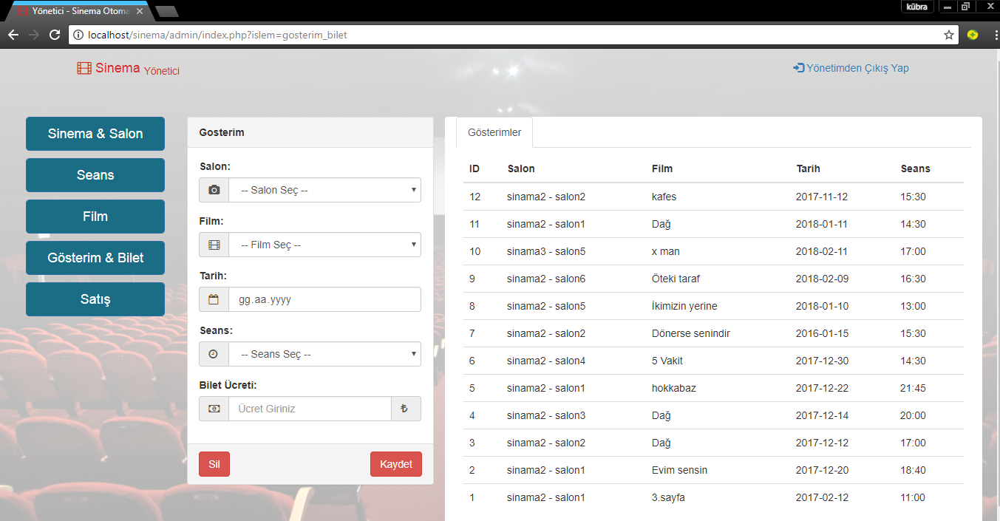 kübra
Yönetici - Sinema Otoma
localhost/sinema/admin/index.php?islem=gosterim_bilet
Sinema Yönetici
Yönetimden Çıkış Yap
Sinema & Salon
Seans
Film
Gösterim & Bilet
Satış
Gosterim
Salon:
-- Salon Seç --
Film:
-- Film Seç --
Tarih:
gg.aa.yyyy
Seans:
-- Seans Seç --
Bilet Ücreti:
Ücret Giriniz ₺
Sil Kaydet
Gösterimler
ID Salon Film Tarih Seans
12 sinama2 - salon2 kafes 2017-11-12 15:30
11 sinama2 - salon1 Dağ 2018-01-11 14:30
10 sinama3 - salon5 x man 2018-02-11 17:00
9 sinama2 - salon6 Öteki taraf 2018-02-09 16:30
8 sinama2 - salon5 İkimizin yerine 2018-01-10 13:00
7 sinama2 - salon2 Dönerse senindir 2016-01-15 15:30
6 sinama2 - salon4 5 Vakit 2017-12-30 14:30
5 sinama2 - salon1 hokkabaz 2017-12-22 21:45
4 sinama2 - salon3 Dağ 2017-12-14 20:00
3 sinama2 - salon2 Dağ 2017-12-12 17:00
2 sinama2 - salon1 Evim sensin 2017-12-20 18:40
1 sinama2 - salon1 3.sayfa 2017-02-12 11:00